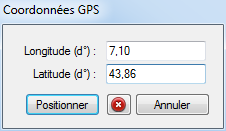 Coordonnées GPS
Longitude (d°) : 7,10
Latitude (d°) : 43,86
Positionner Annuler